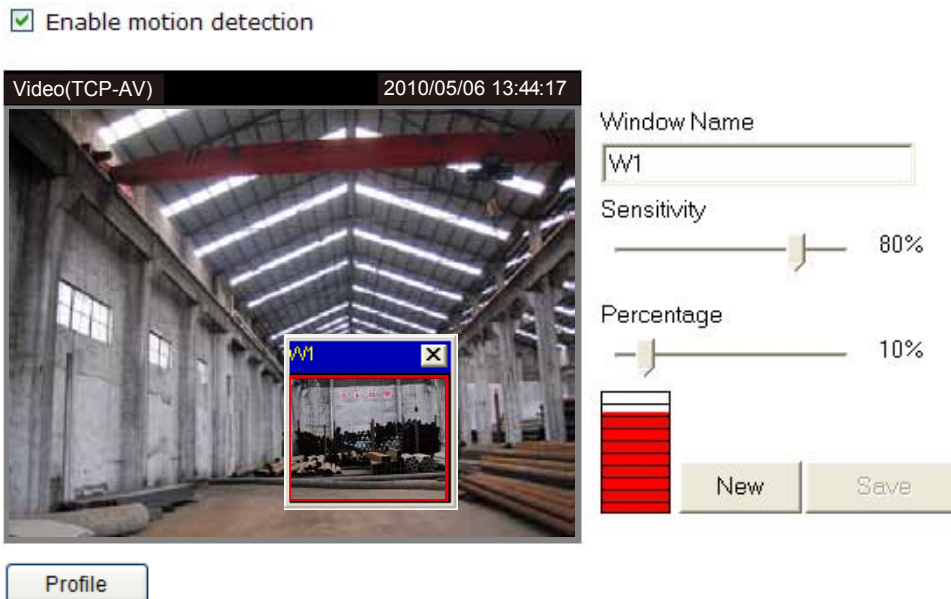 Enable motion detection
Video(TCP-AV) 2010/05/06 13:44:17
Window Name
W1
Sensitivity
80%
Percentage
10%
W1
New Save
Profile